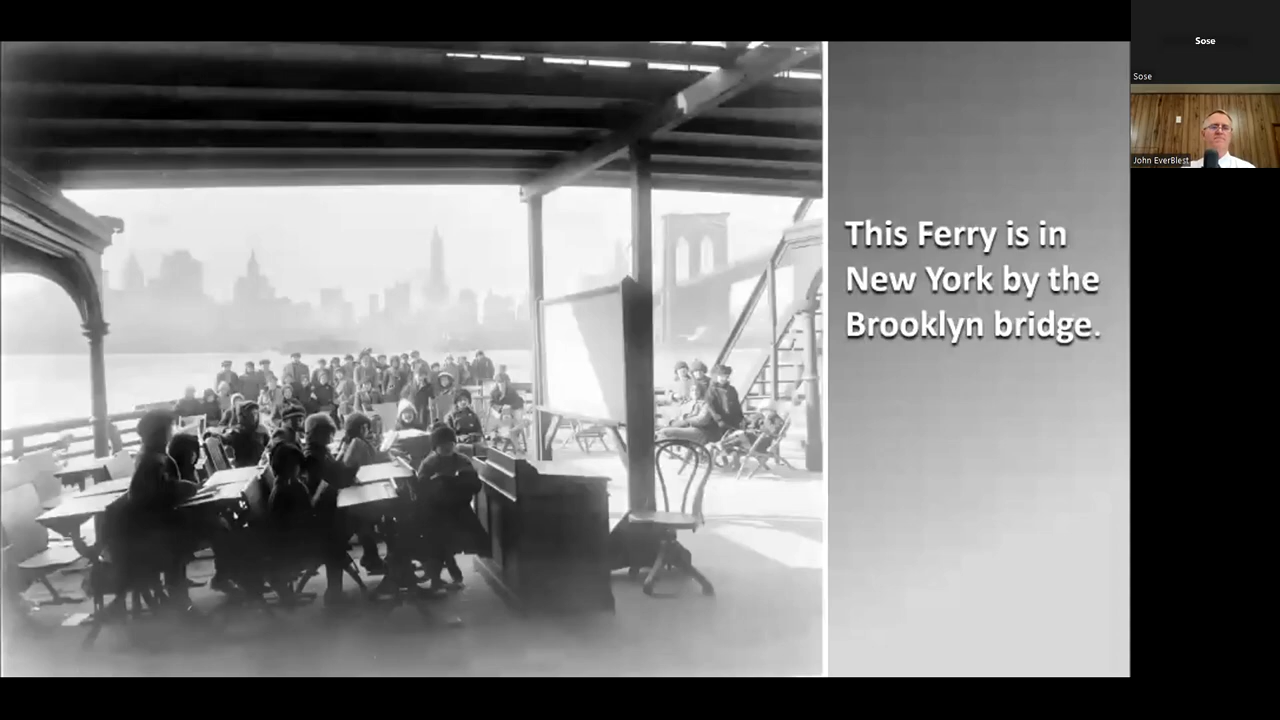 This Ferry is in
New York by the
Brooklyn bridge.
Sose
Sose
John EverBlest